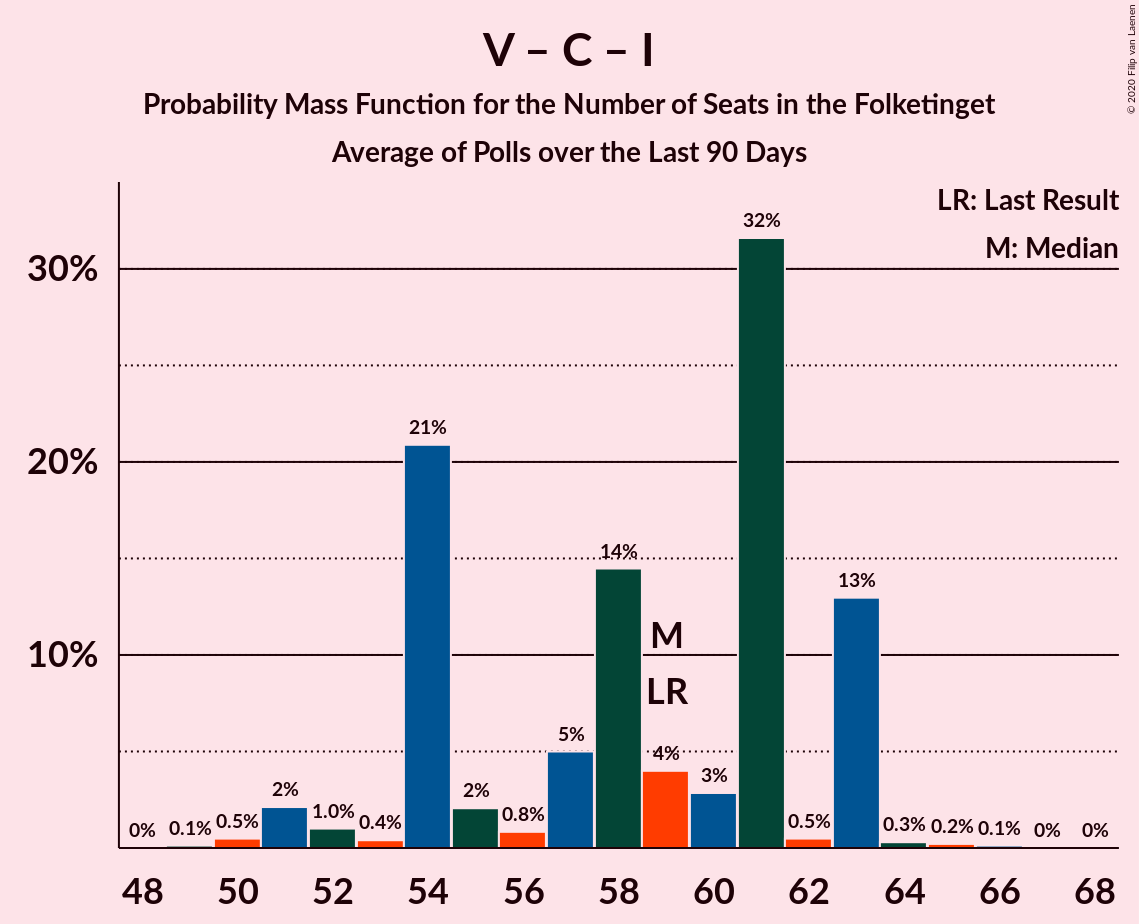 V – C – I
Probability Mass Function for the Number of Seats in the Folketinget
Average of Polls over the Last 90 Days
© 2020 Filip van Laenen
LR: Last Result
M: Median
30%
20%
10%
0% 0.1% 0.5% 2% 1.0% 0.4% 21% 2% 0.8% 5% 14% 4% 3% 32% 0.5% 13% 0.3% 0.2% 0.1% 0% 0%
M
LR
48 50 52 54 56 58 60 62 64 66 68